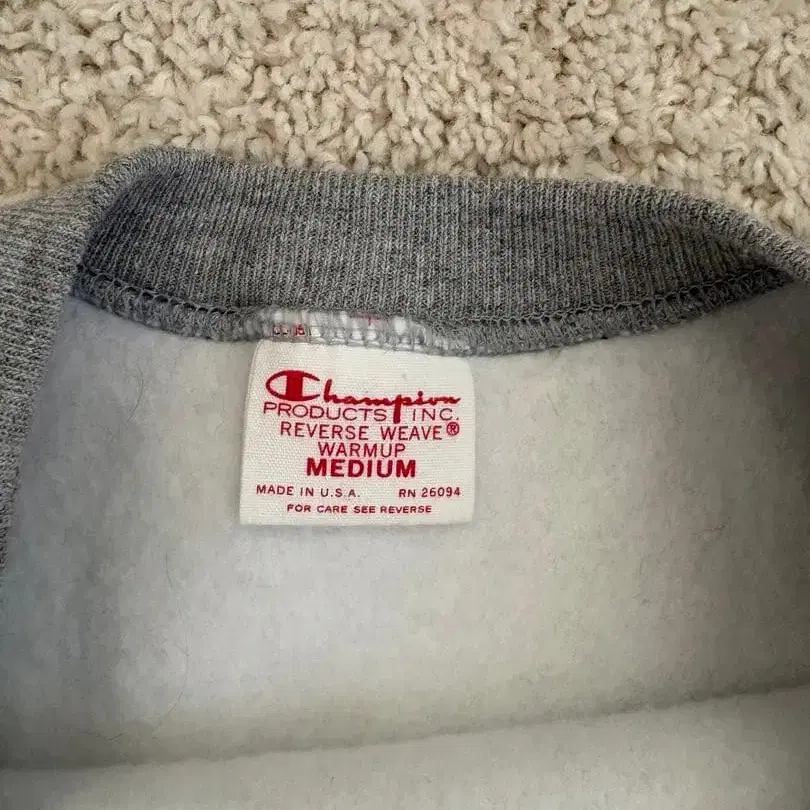 Champion
PRODUCTS INC.
REVERSE WEAVE®
WARMUP
MEDIUM
MADE IN U.S.A. RN 26094
FOR CARE SEE REVERSE